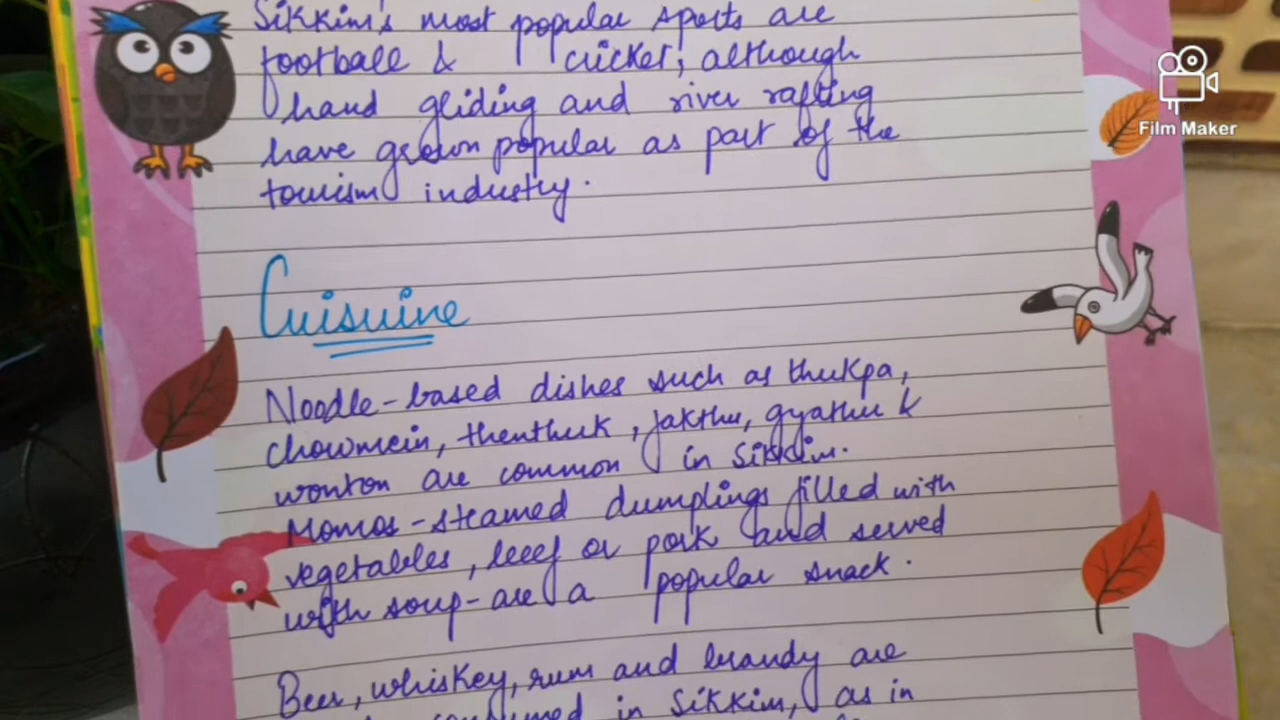 Sikkim's most popular sports are
football & cricket, although
hand gliding and river rafting
have grown popular as part of the
tourism industry.
Cuisuine
Noodle-based dishes such as thukpa,
chowmein, thenthuk, fakthu, gyathu &
wonton are common in Sikkim.
Momos-steamed dumplings filled with
vegetables, beef or pork and served
with soup-are a popular snack.
Beer, whiskey, rum and brandy are
consumed in Sikkim, as in
Film Maker